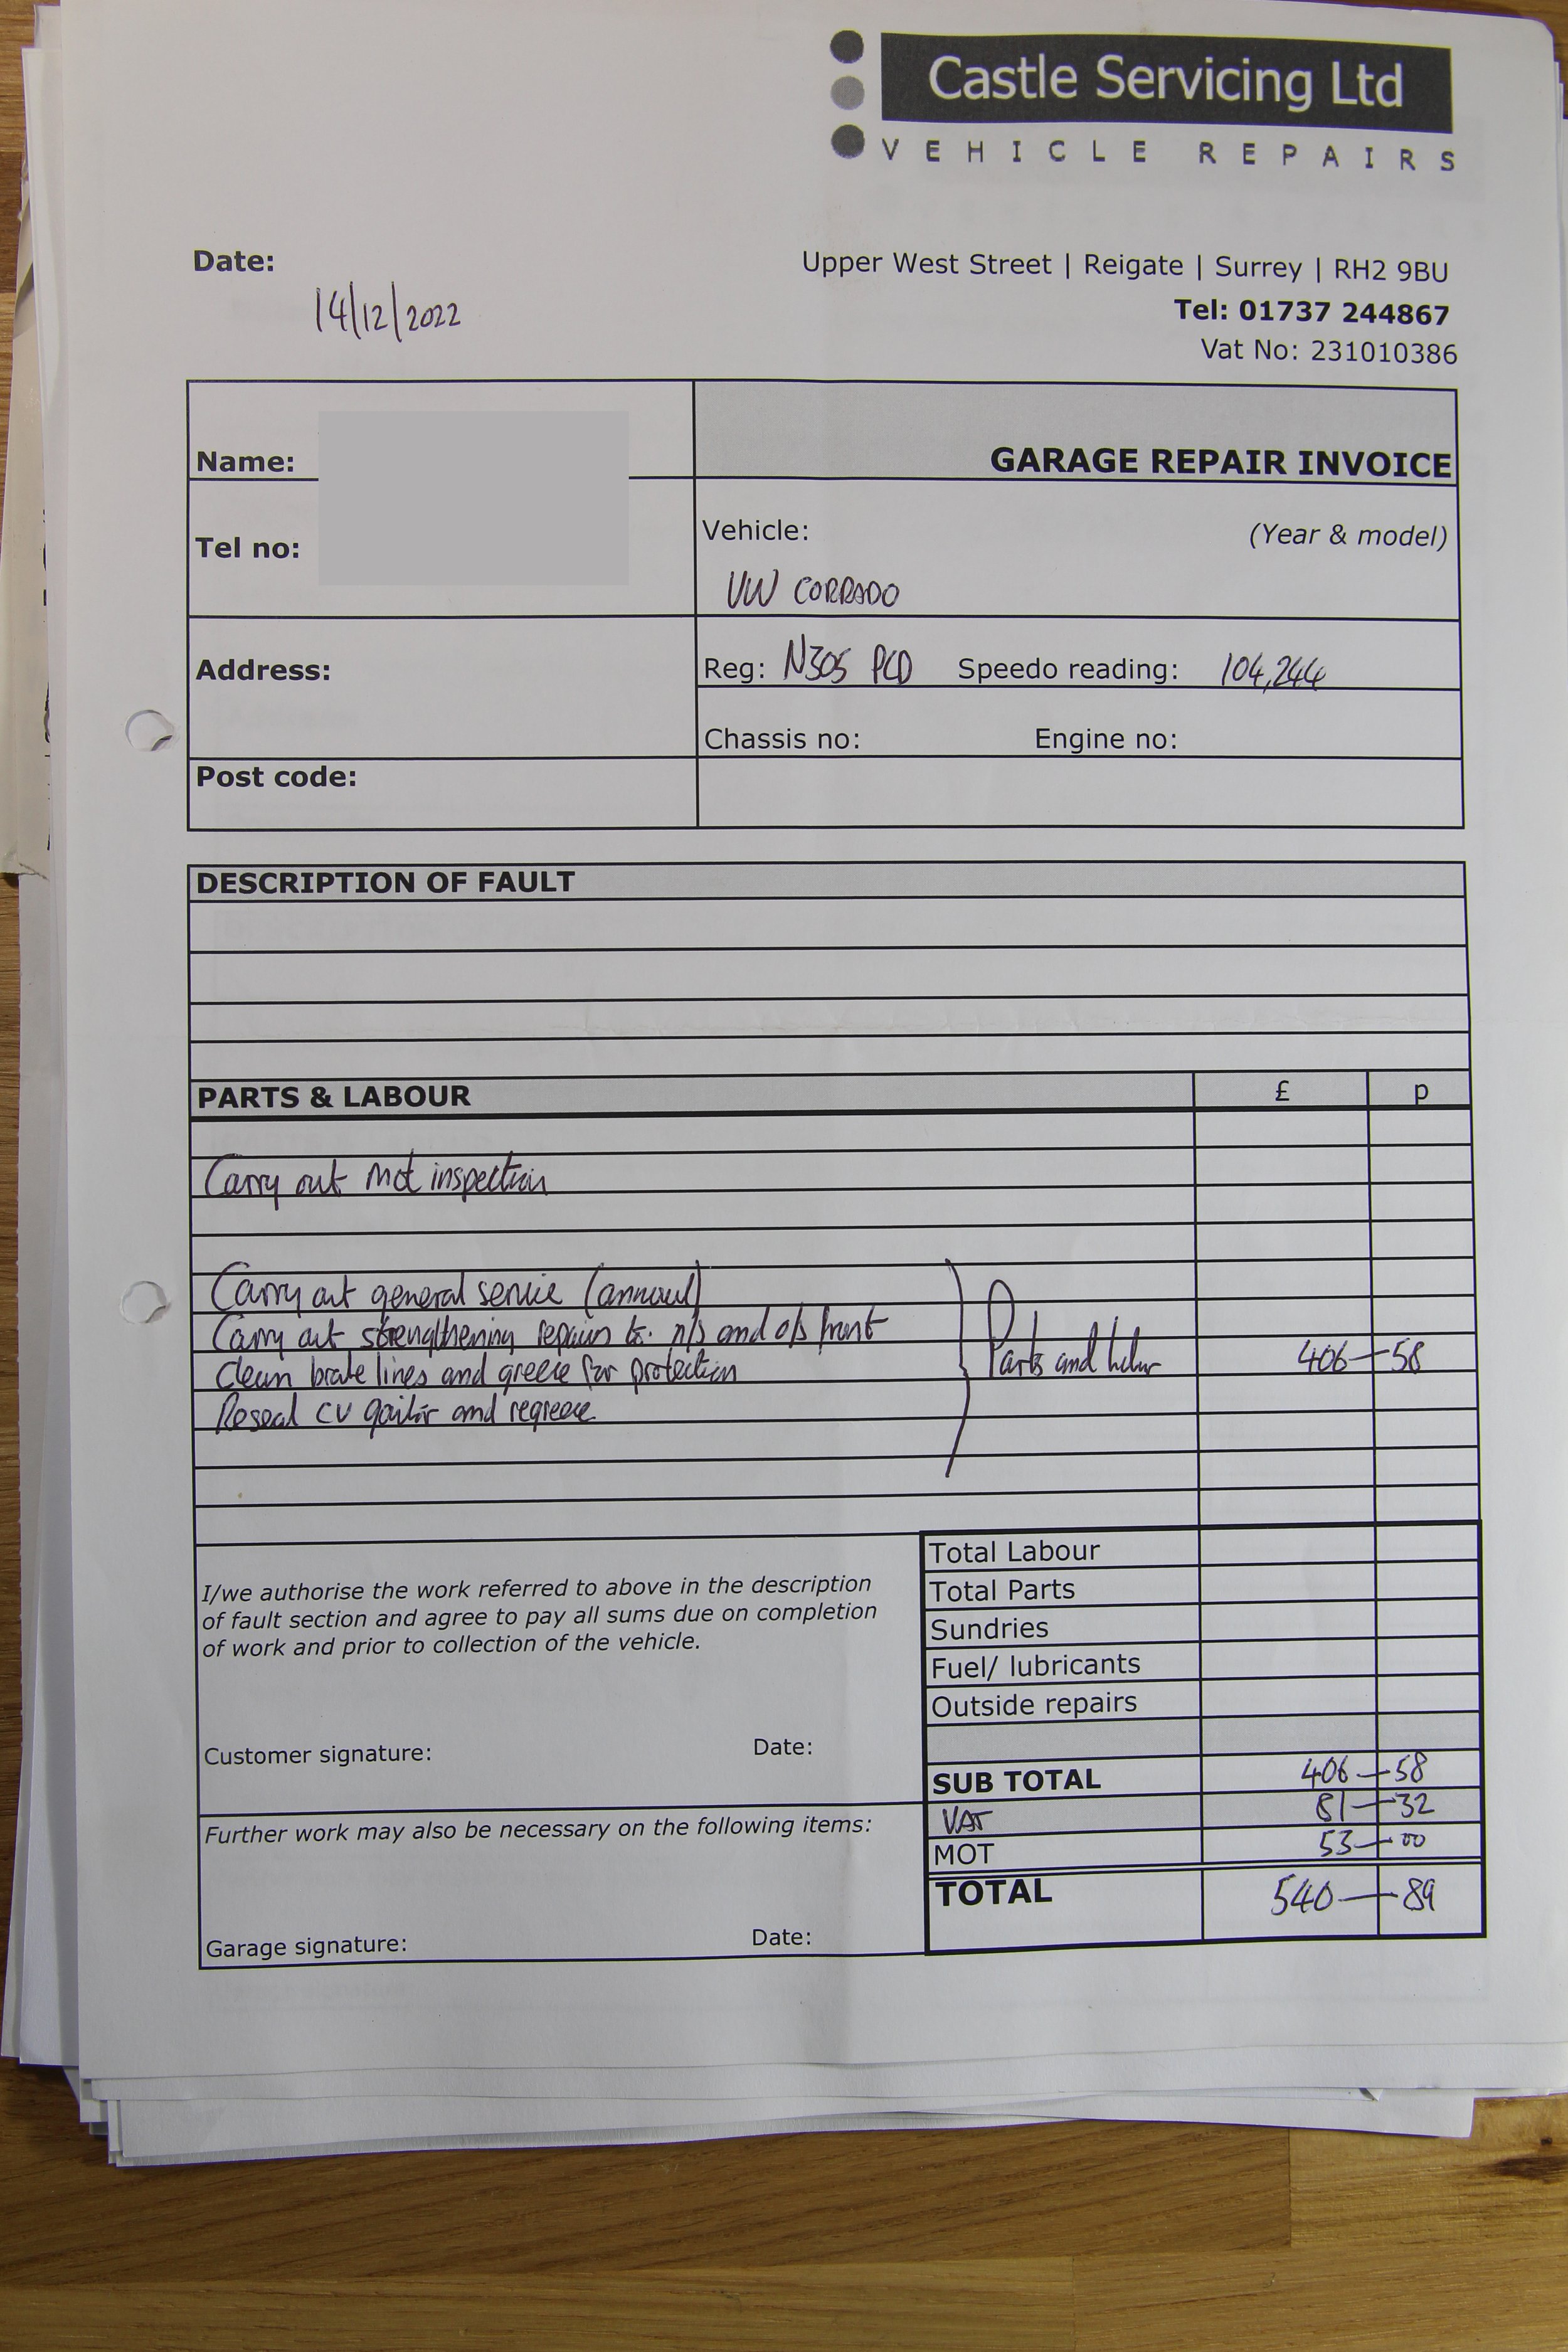 Castle Servicing Ltd
VEHICLE REPAIRS
Date:
14/12/2022
Upper West Street | Reigate | Surrey | RH2 9BU
Tel: 01737 244867
Vat No: 231010386
Name:
GARAGE REPAIR INVOICE
Tel no:
Vehicle: (Year & model)
VW CORRADO
Address:
Reg: N305 PCD Speedo reading: 104,244
Chassis no: Engine no:
Post code:
DESCRIPTION OF FAULT
PARTS & LABOUR £ p
Carry out mot inspection
Carry out general service (annual)
Carry out strengthening repairs to n/s and o/s front
Clean brake lines and greece for protection
Parts and labour 406-58
Reseal CV gaitor and regreece
Total Labour
Total Parts
Sundries
Fuel/ lubricants
Outside repairs
I/we authorise the work referred to above in the description
of fault section and agree to pay all sums due on completion
of work and prior to collection of the vehicle.
Customer signature: Date:
SUB TOTAL 406-58
VAT 81-32
MOT 53-00
TOTAL 540-89
Further work may also be necessary on the following items:
Garage signature: Date: